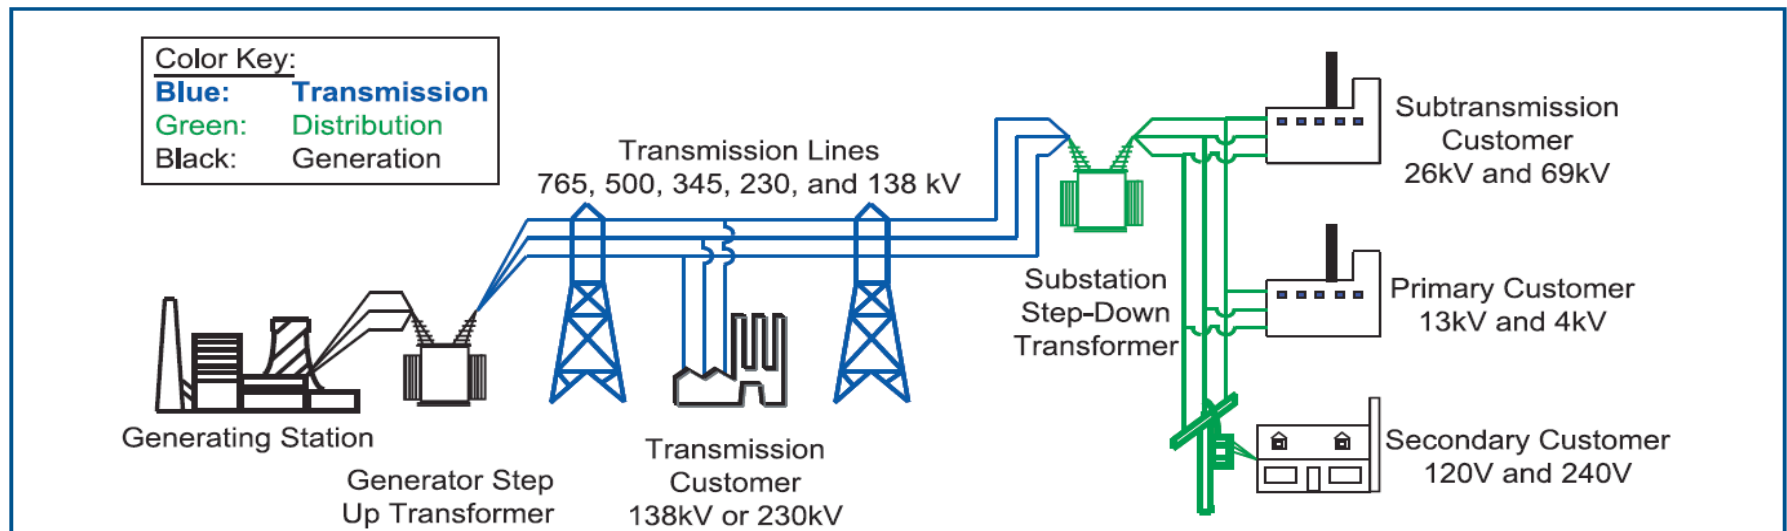 Color Key:
Blue: Transmission
Green: Distribution
Black: Generation
Transmission Lines
765, 500, 345, 230, and 138 kV
Subtransmission
Customer
26kV and 69kV
Substation
Step-Down
Transformer
Primary Customer
13kV and 4kV
Generating Station
Generator Step
Up Transformer
Transmission
Customer
138kV or 230kV
Secondary Customer
120V and 240V